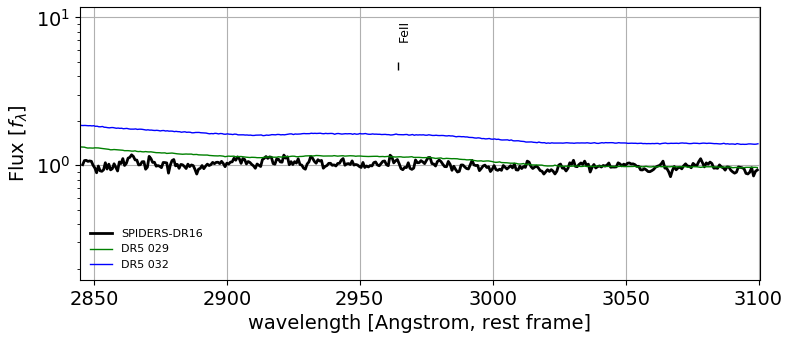 10¹
FeII
10⁰
Flux [fλ]
SPIDERS-DR16
DR5 029
DR5 032
2850 2900 2950 3000 3050 3100
wavelength [Angstrom, rest frame]